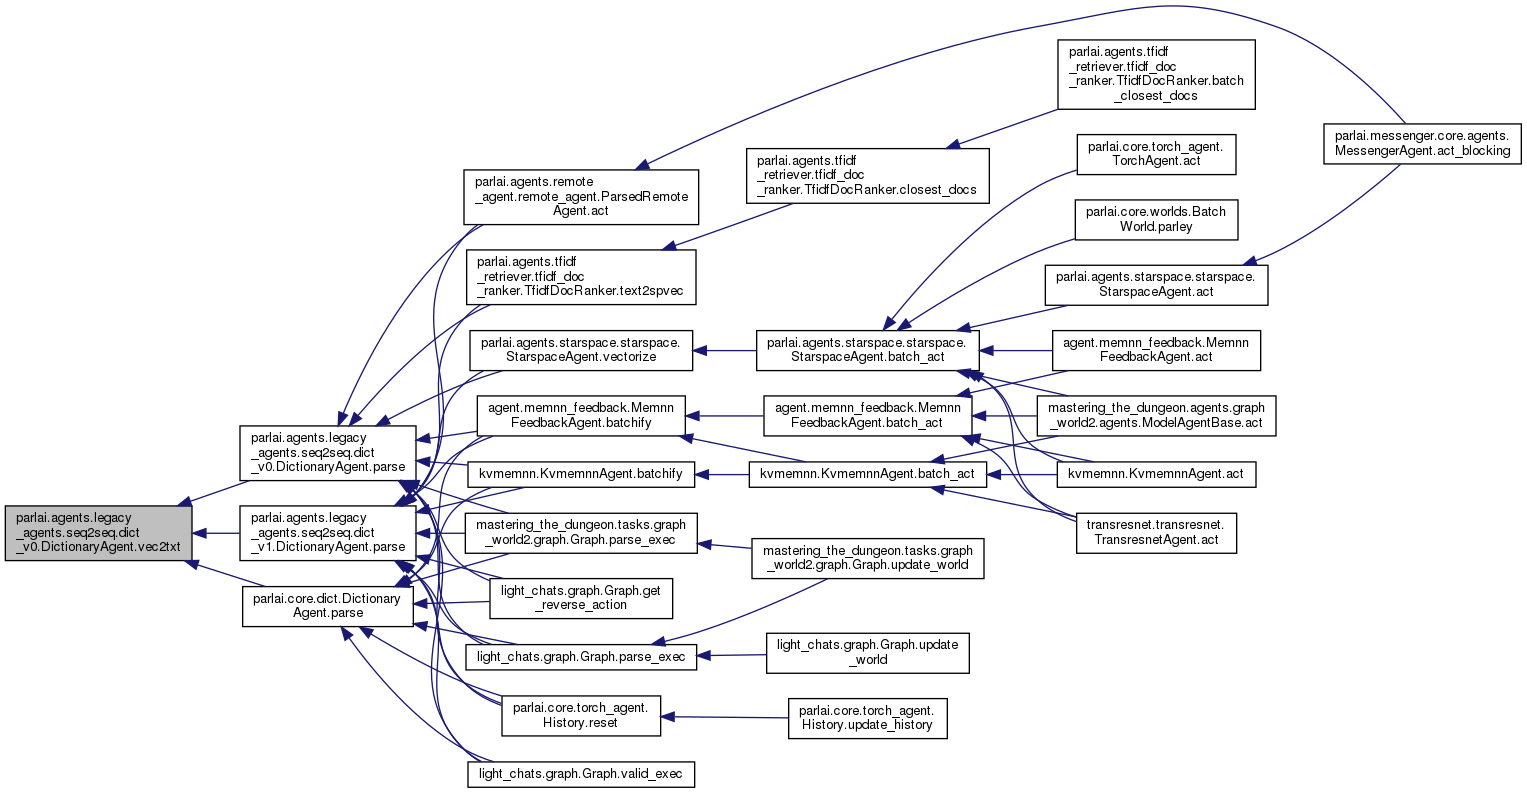 parlai.agents.legacy
_agents.seq2seq.dict
_v0.DictionaryAgent.vec2txt
parlai.agents.legacy
_agents.seq2seq.dict
_v0.DictionaryAgent.parse
parlai.agents.legacy
_agents.seq2seq.dict
_v1.DictionaryAgent.parse
parlai.core.dict.Dictionary
Agent.parse
parlai.agents.remote
_agent.remote_agent.ParsedRemote
Agent.act
parlai.agents.tfidf
_retriever.tfidf_doc
_ranker.TfidfDocRanker.text2spvec
parlai.agents.starspace.starspace.
StarspaceAgent.vectorize
agent.memnn_feedback.Memnn
FeedbackAgent.batchify
kvmemnn.KvmemnnAgent.batchify
mastering_the_dungeon.tasks.graph
_world2.graph.Graph.parse_exec
light_chats.graph.Graph.get
_reverse_action
light_chats.graph.Graph.parse_exec
parlai.core.torch_agent.
History.reset
light_chats.graph.Graph.valid_exec
parlai.agents.tfidf
_retriever.tfidf_doc
_ranker.TfidfDocRanker.closest_docs
parlai.agents.starspace.starspace.
StarspaceAgent.batch_act
agent.memnn_feedback.Memnn
FeedbackAgent.batch_act
kvmemnn.KvmemnnAgent.batch_act
mastering_the_dungeon.tasks.graph
_world2.graph.Graph.update_world
light_chats.graph.Graph.update
_world
parlai.core.torch_agent.
History.update_history
parlai.agents.tfidf
_retriever.tfidf_doc
_ranker.TfidfDocRanker.batch
_closest_docs
parlai.core.torch_agent.
TorchAgent.act
parlai.core.worlds.Batch
World.parley
parlai.agents.starspace.starspace.
StarspaceAgent.act
agent.memnn_feedback.Memnn
FeedbackAgent.act
mastering_the_dungeon.agents.graph
_world2.agents.ModelAgentBase.act
kvmemnn.KvmemnnAgent.act
transresnet.transresnet.
TransresnetAgent.act
parlai.messenger.core.agents.
MessengerAgent.act_blocking